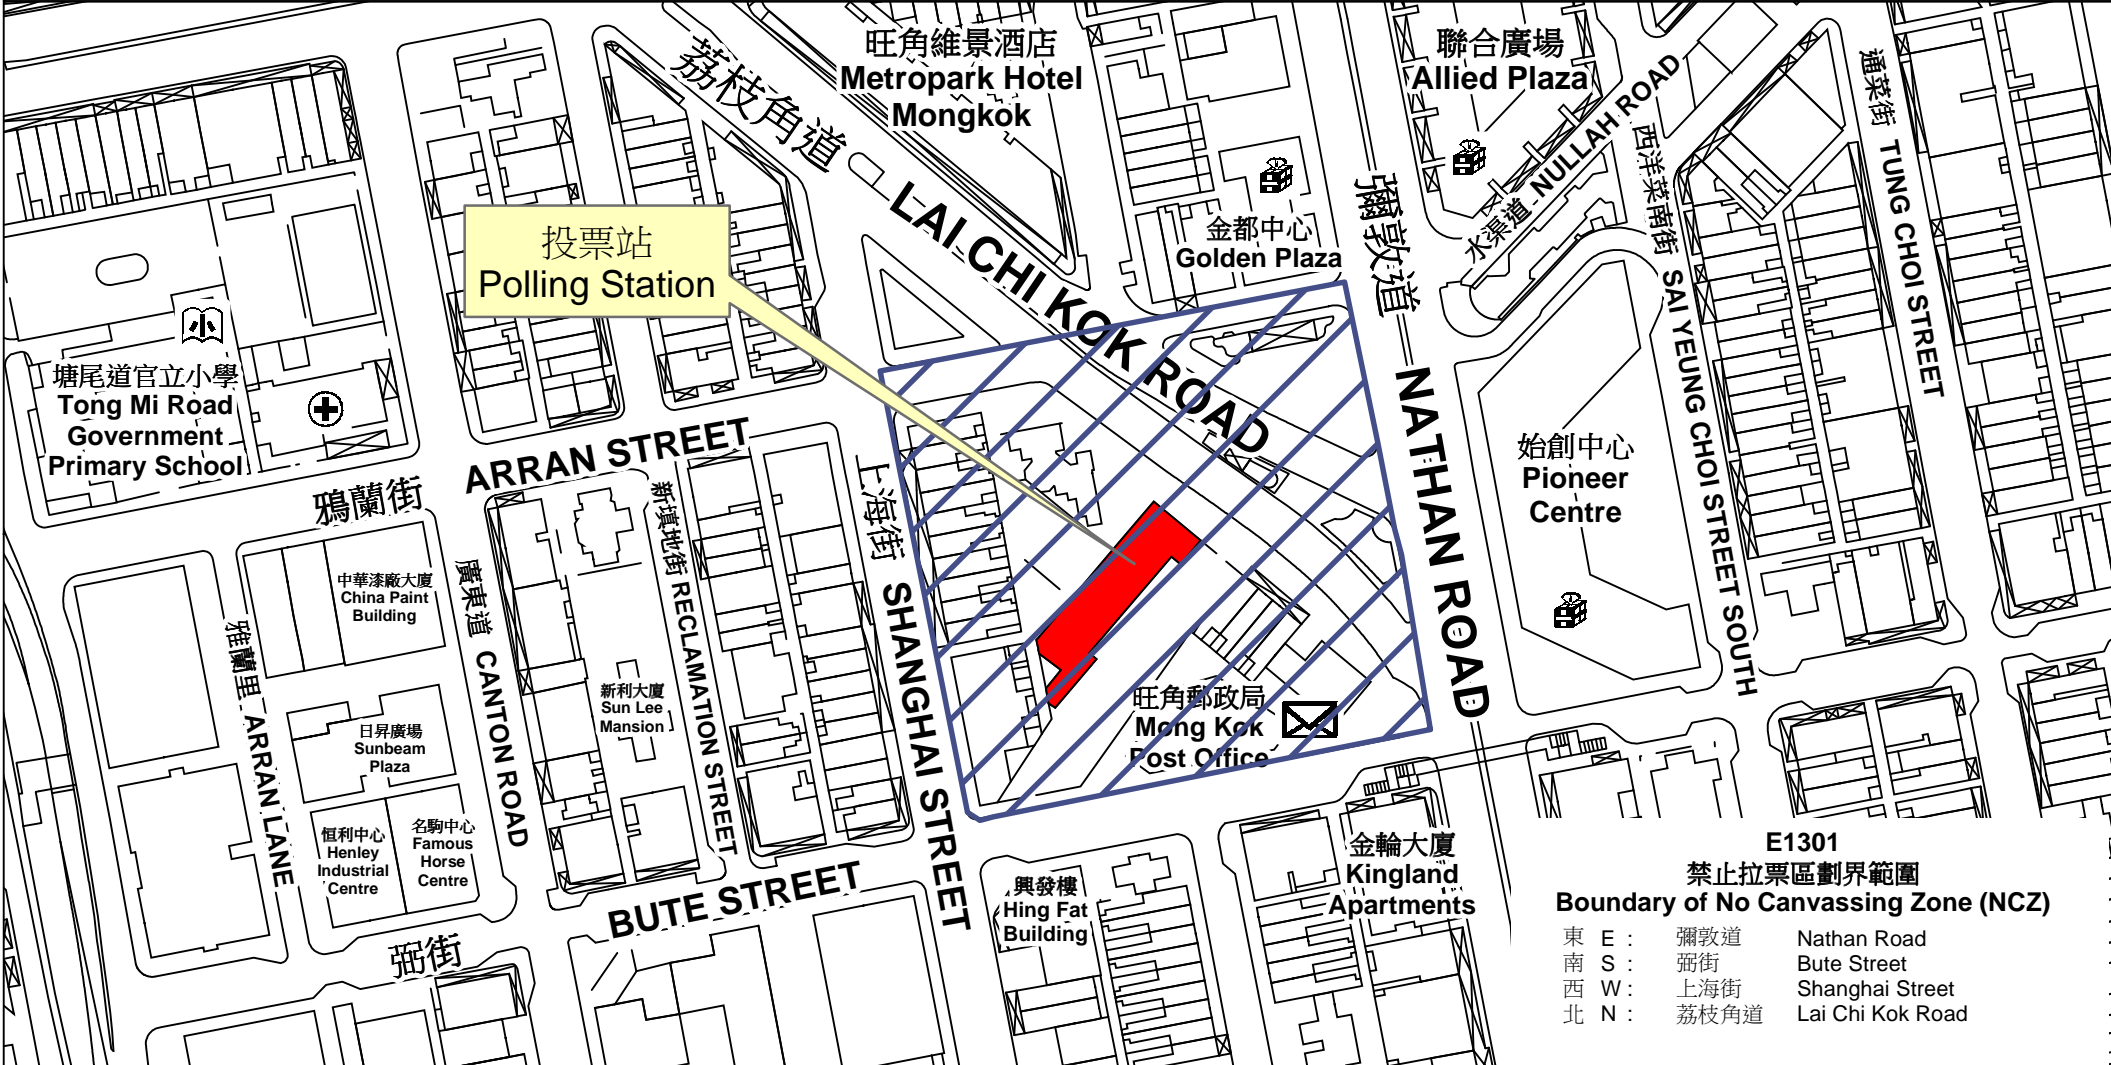 旺角維景酒店
Metropark Hotel
Mongkok
聯合廣場
Allied Plaza
荔枝角道
LAI CHI KOK ROAD
水渠道 NULLAH ROAD
通菜街 TUNG CHOI STREET
西洋菜南街 SAI YEUNG CHOI STREET SOUTH
投票站
Polling Station
金都中心
Golden Plaza
彌敦道
NATHAN ROAD
塘尾道官立小學
Tong Mi Road
Government
Primary School
鴉蘭街
ARRAN STREET
始創中心
Pioneer
Centre
上海街 SHANGHAI STREET
新填地街 RECLAMATION STREET
廣東道 CANTON ROAD
雅蘭里 ARRAN LANE
中華漆廠大廈
China Paint
Building
新利大廈
Sun Lee
Mansion
日昇廣場
Sunbeam
Plaza
旺角郵政局
Mong Kok
Post Office
恒利中心
Henley
Industrial
Centre
名駒中心
Famous
Horse
Centre
弼街
BUTE STREET
興發樓
Hing Fat
Building
金輪大廈
Kingland
Apartments
E1301
禁止拉票區劃界範圍
Boundary of No Canvassing Zone (NCZ)
東 E : 彌敦道 Nathan Road
南 S : 弼街 Bute Street
西 W : 上海街 Shanghai Street
北 N : 荔枝角道 Lai Chi Kok Road